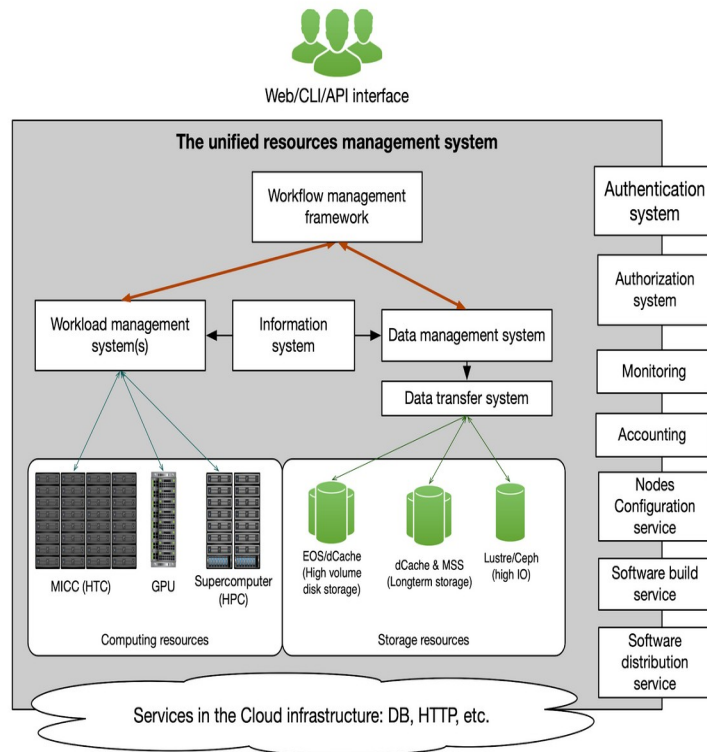 Web/CLI/API interface
The unified resources management system
Workflow management
framework
Authentication
system
Authorization
system
Workload management
system(s)
Information
system
Data management system
Monitoring
Data transfer system
Accounting
Nodes
Configuration
service
EOS/dCache
(High volume
disk storage)
dCache & MSS
(Longterm storage)
Lustre/Ceph
(high IO)
MICC (HTC)
GPU
Supercomputer
(HPC)
Software build
service
Computing resources
Storage resources
Software
distribution
service
Services in the Cloud infrastructure: DB, HTTP, etc.